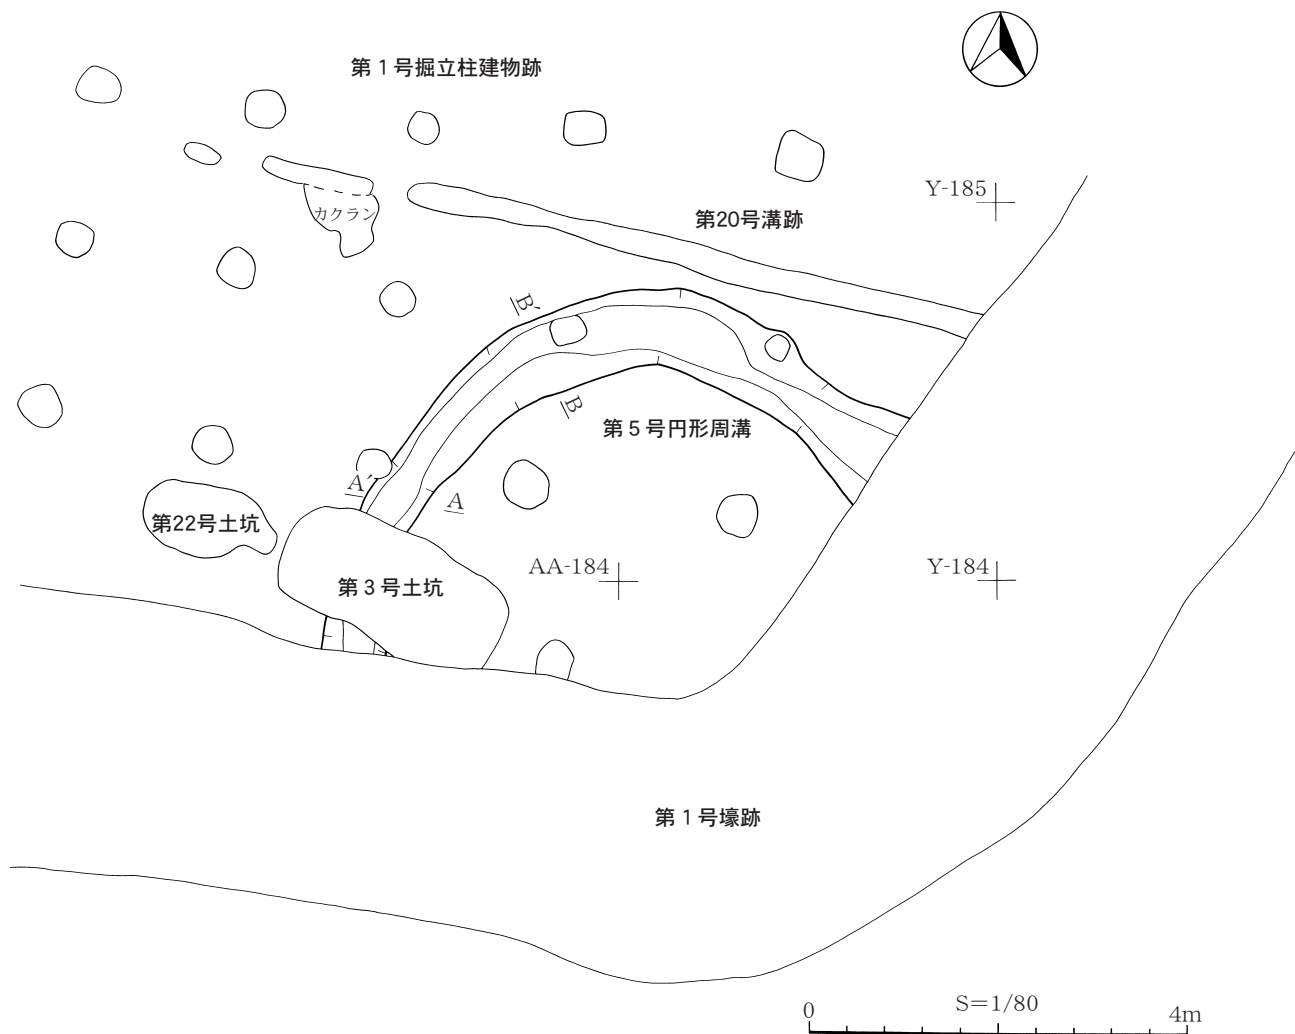 第１号掘立柱建物跡
カクラン
Y-185
第20号溝跡
B′
B
第５号円形周溝
A′
A
第22号土坑
第３号土坑
AA-184
Y-184
第１号壕跡
0
S=1/80
4m